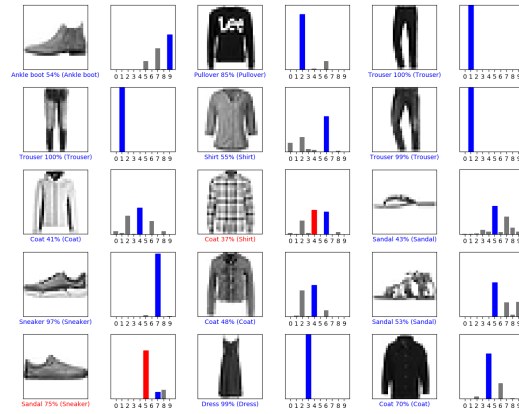 Lee
Ankle boot 54% (Ankle boot)
0 1 2 3 4 5 6 7 8 9
Pullover 85% (Pullover)
0 1 2 3 4 5 6 7 8 9
Trouser 100% (Trouser)
0 1 2 3 4 5 6 7 8 9
Trouser 100% (Trouser)
0 1 2 3 4 5 6 7 8 9
Shirt 55% (Shirt)
0 1 2 3 4 5 6 7 8 9
Trouser 99% (Trouser)
0 1 2 3 4 5 6 7 8 9
Coat 41% (Coat)
0 1 2 3 4 5 6 7 8 9
Coat 37% (Shirt)
0 1 2 3 4 5 6 7 8 9
Sandal 43% (Sandal)
0 1 2 3 4 5 6 7 8 9
Sneaker 97% (Sneaker)
0 1 2 3 4 5 6 7 8 9
Coat 48% (Coat)
0 1 2 3 4 5 6 7 8 9
Sandal 53% (Sandal)
0 1 2 3 4 5 6 7 8 9
Sandal 75% (Sneaker)
0 1 2 3 4 5 6 7 8 9
Dress 99% (Dress)
0 1 2 3 4 5 6 7 8 9
Coat 70% (Coat)
0 1 2 3 4 5 6 7 8 9